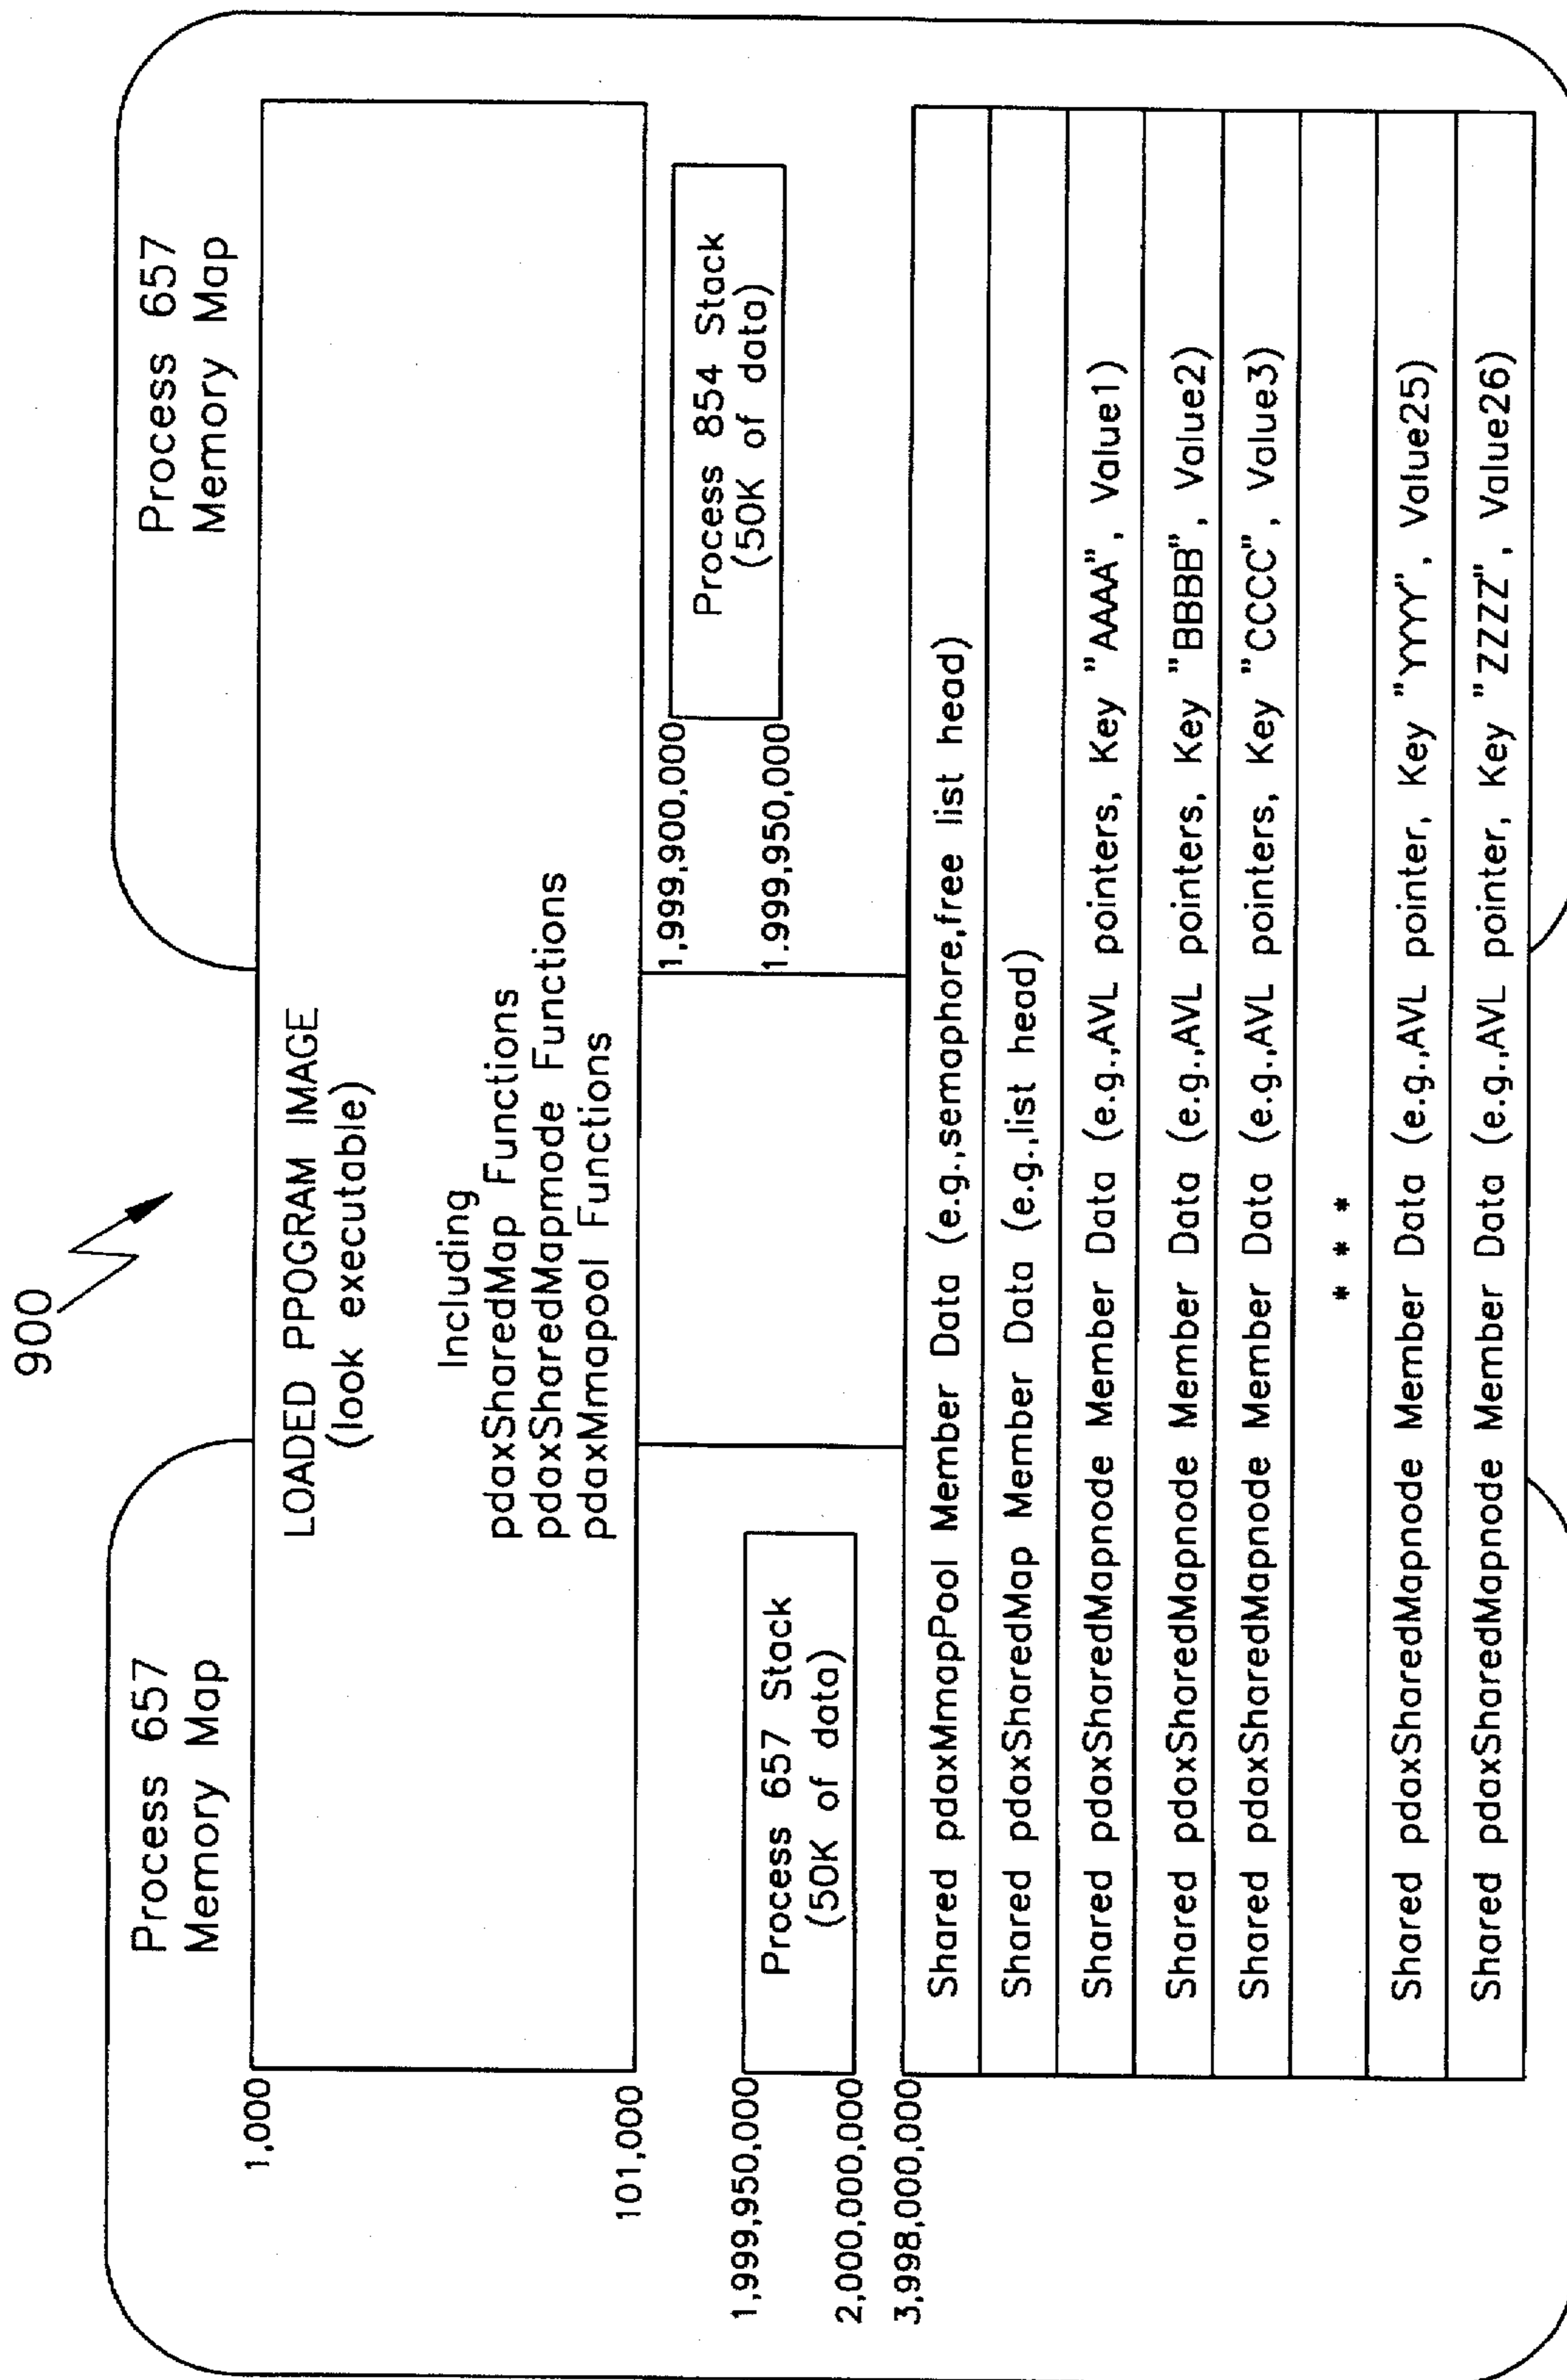 900
Process 657
Memory Map
Process 657
Memory Map
1,000
LOADED PPOGRAM IMAGE
(look executable)
Including
pdaxSharedMap Functions
pdaxSharedMapmode Functions
pdaxMmapool Functions
101,000
1,999,950,000
Process 657 Stack
(50K of data)
2,000,000,000
1,999,900,000
Process 854 Stack
(50K of data)
1.999,950,000
3,998,000,000
Shared pdaxMmapPool Member Data (e.g.,semaphore,free list head)
Shared pdaxSharedMap Member Data (e.g.,list head)
Shared pdaxSharedMapnode Member Data (e.g.,AVL pointers, Key "AAAA", Value1)
Shared pdaxSharedMapnode Member Data (e.g.,AVL pointers, Key "BBBB", Value2)
Shared pdaxSharedMapnode Member Data (e.g.,AVL pointers, Key "CCCC", Value3)
* * *
Shared pdaxSharedMapnode Member Data (e.g.,AVL pointer, Key "YYYY", Value25)
Shared pdaxSharedMapnode Member Data (e.g.,AVL pointer, Key "ZZZZ", Value26)